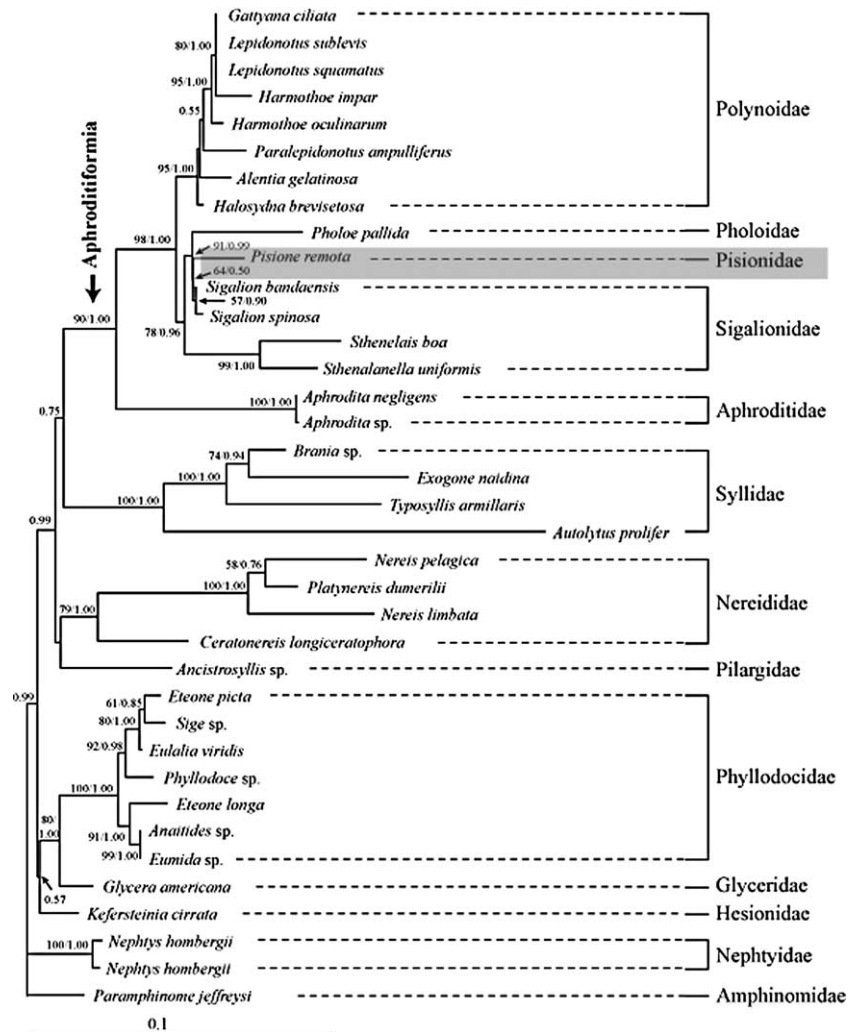 Gattyana ciliata
80/1.00
Lepidonotus sublevis
Lepidonotus squamatus
95/1.00
Harmothoe impar
0.55
Harmothoe oculinarum
Polynoidae
Paralepidonotus ampulliferus
95/1.00
Alentia gelatinosa
Halosydna brevisetosa
Aphroditiformia
Pholoe pallida
Pholoidae
98/1.00
91/0.99
Pisione remota
Pisionidae
64/0.50
Sigalion bandaensis
57/0.90
Sigalion spinosa
Sigalionidae
90/1.00
78/0.96
Sthenelais boa
99/1.00
Sthenalanella uniformis
Aphrodita negligens
100/1.00
Aphroditidae
Aphrodita sp.
0.75
Brania sp.
74/0.94
Exogone naidina
100/1.00
Syllidae
100/1.00
Typosyllis armillaris
0.99
Autolytus prolifer
Nereis pelagica
58/0.76
Platynereis dumerilii
100/1.00
Nereididae
79/1.00
Nereis limbata
Ceratonereis longiceratophora
Ancistrosyllis sp.
Pilargidae
0.99
Eteone picta
61/0.85
Sige sp.
80/1.00
Eulalia viridis
92/0.98
Phyllodoce sp.
Phyllodocidae
100/1.00
Eteone longa
80/
1.00
Anaitides sp.
91/1.00
99/1.00
Eumida sp.
Glycera americana
Glyceridae
0.57
Kefersteinia cirrata
Hesionidae
Nephtys hombergii
100/1.00
Nephtyidae
Nephtys hombergii
Paramphinome jeffreysi
Amphinomidae
0.1